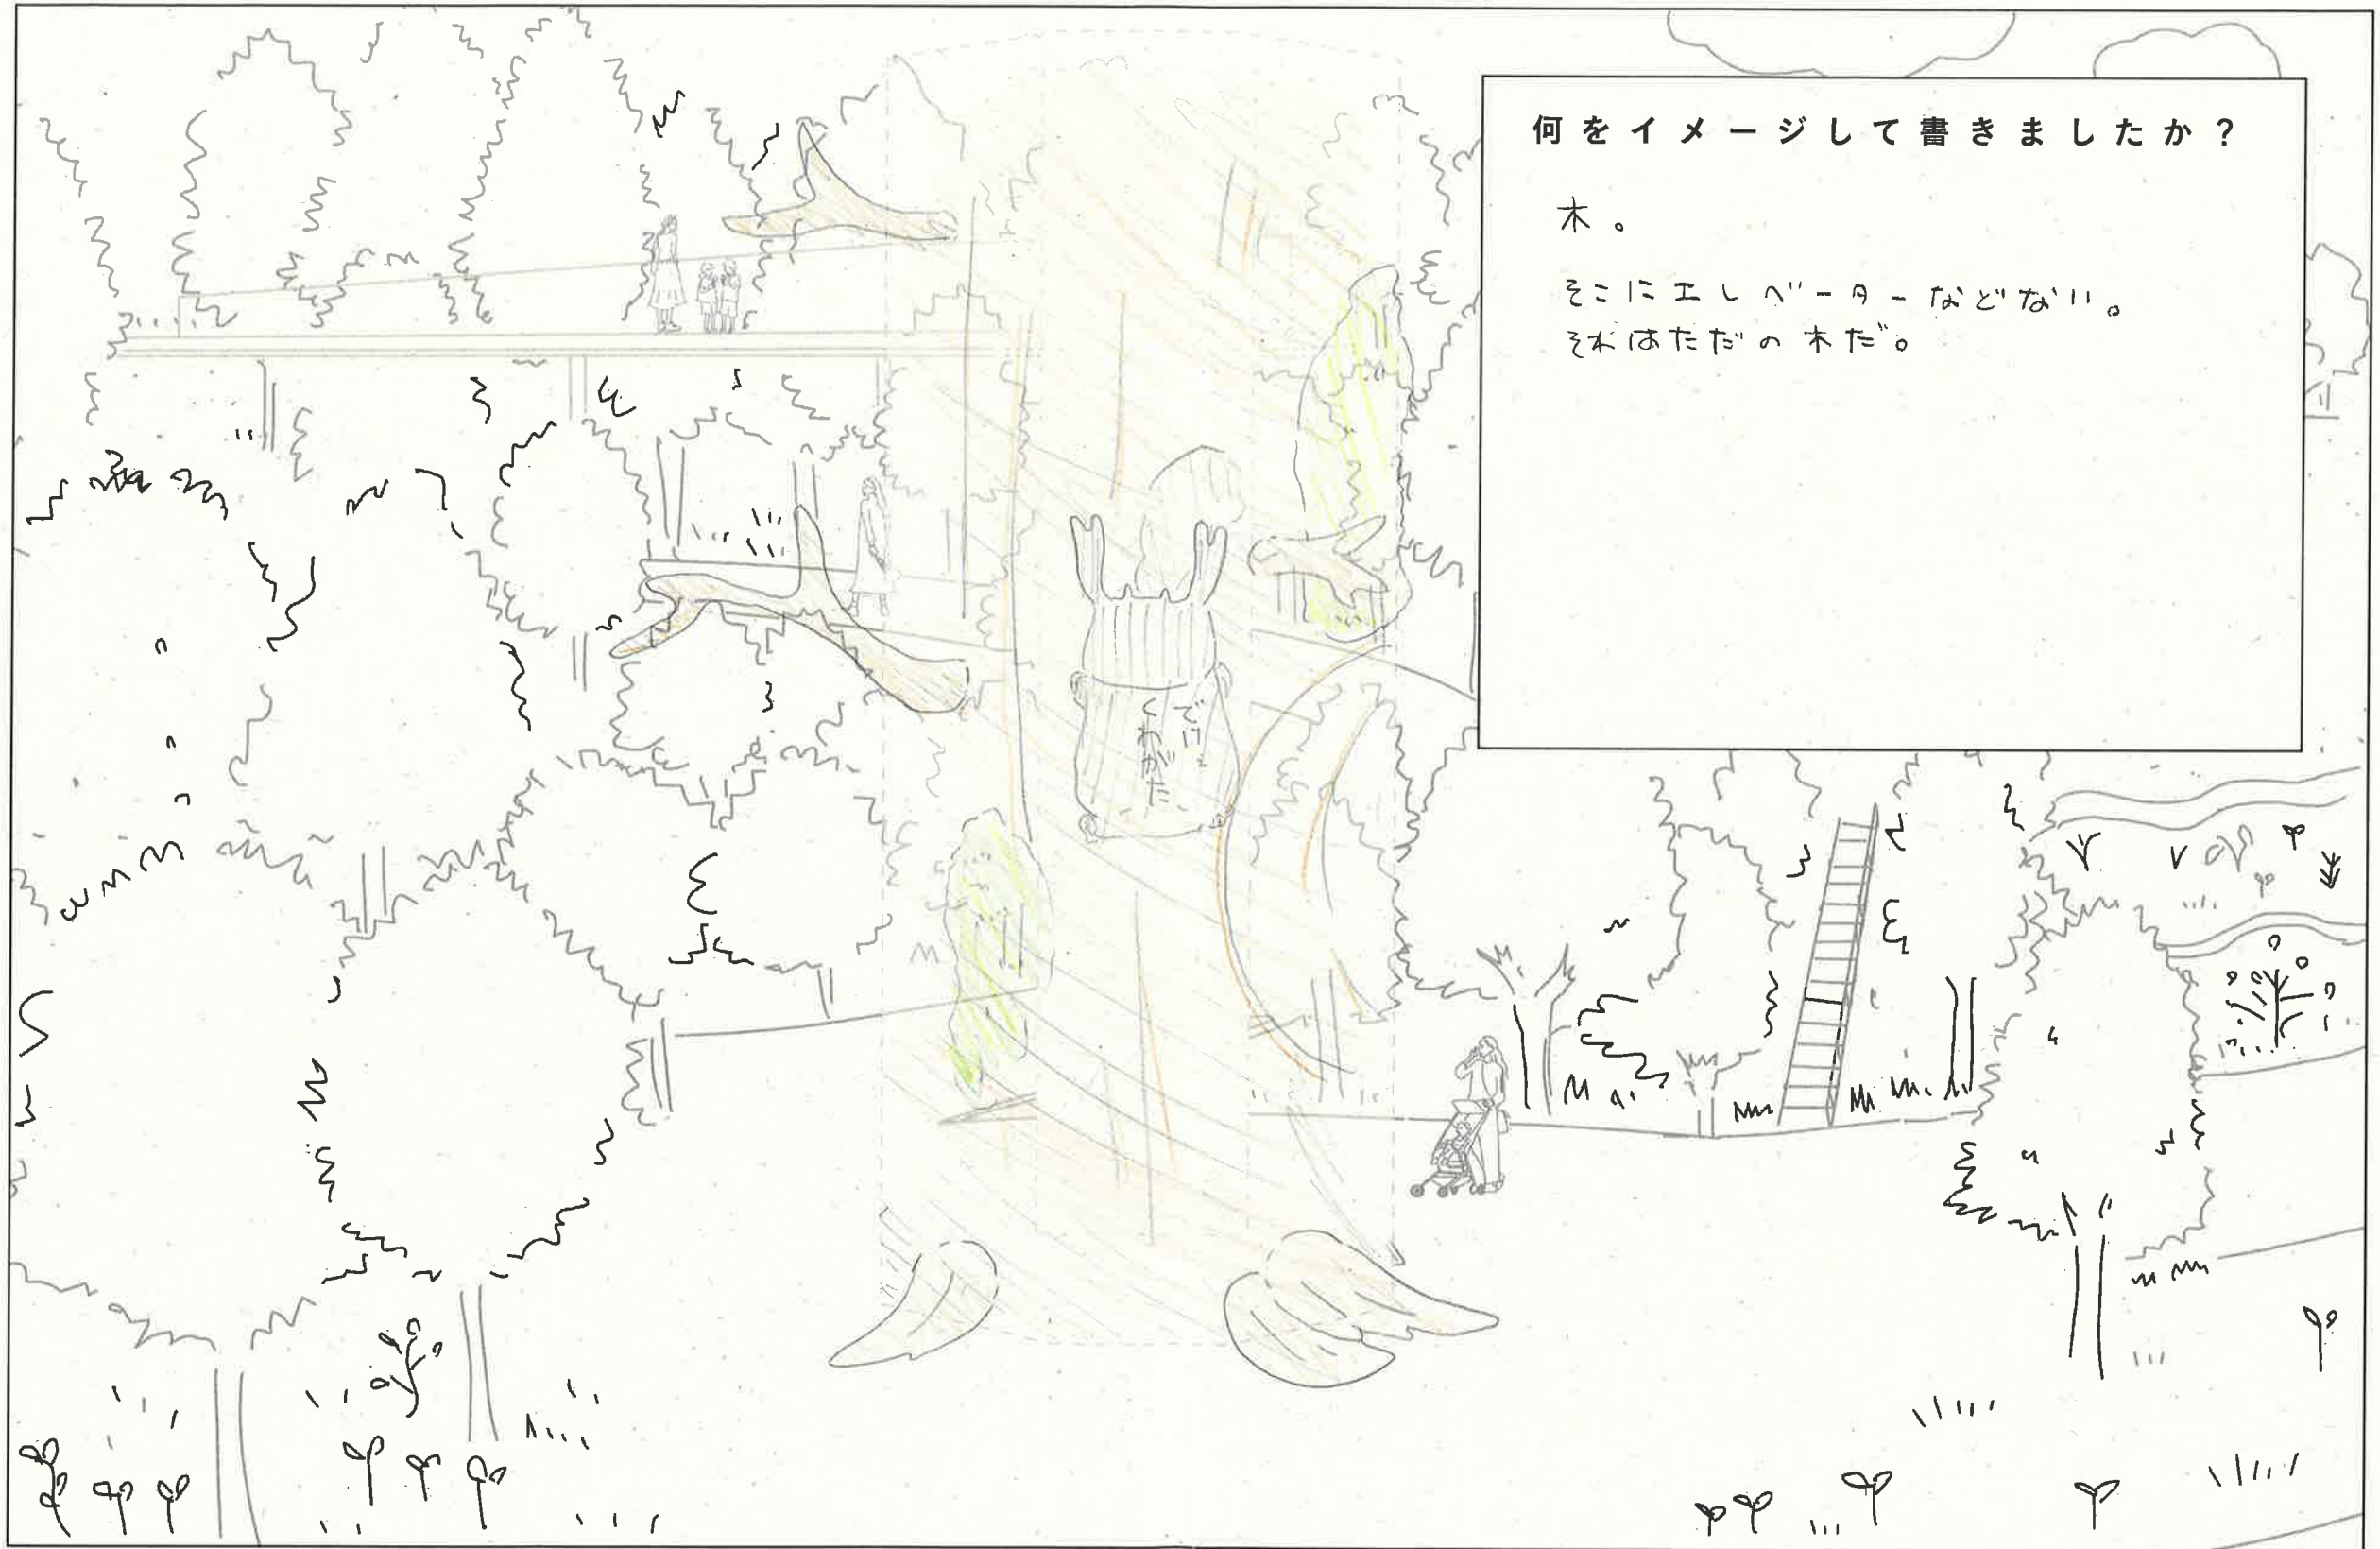 何をイメージして書きましたか？
木。
そこにエレベーターなどない。
それはただの木だ。
でけぇ
くわがた